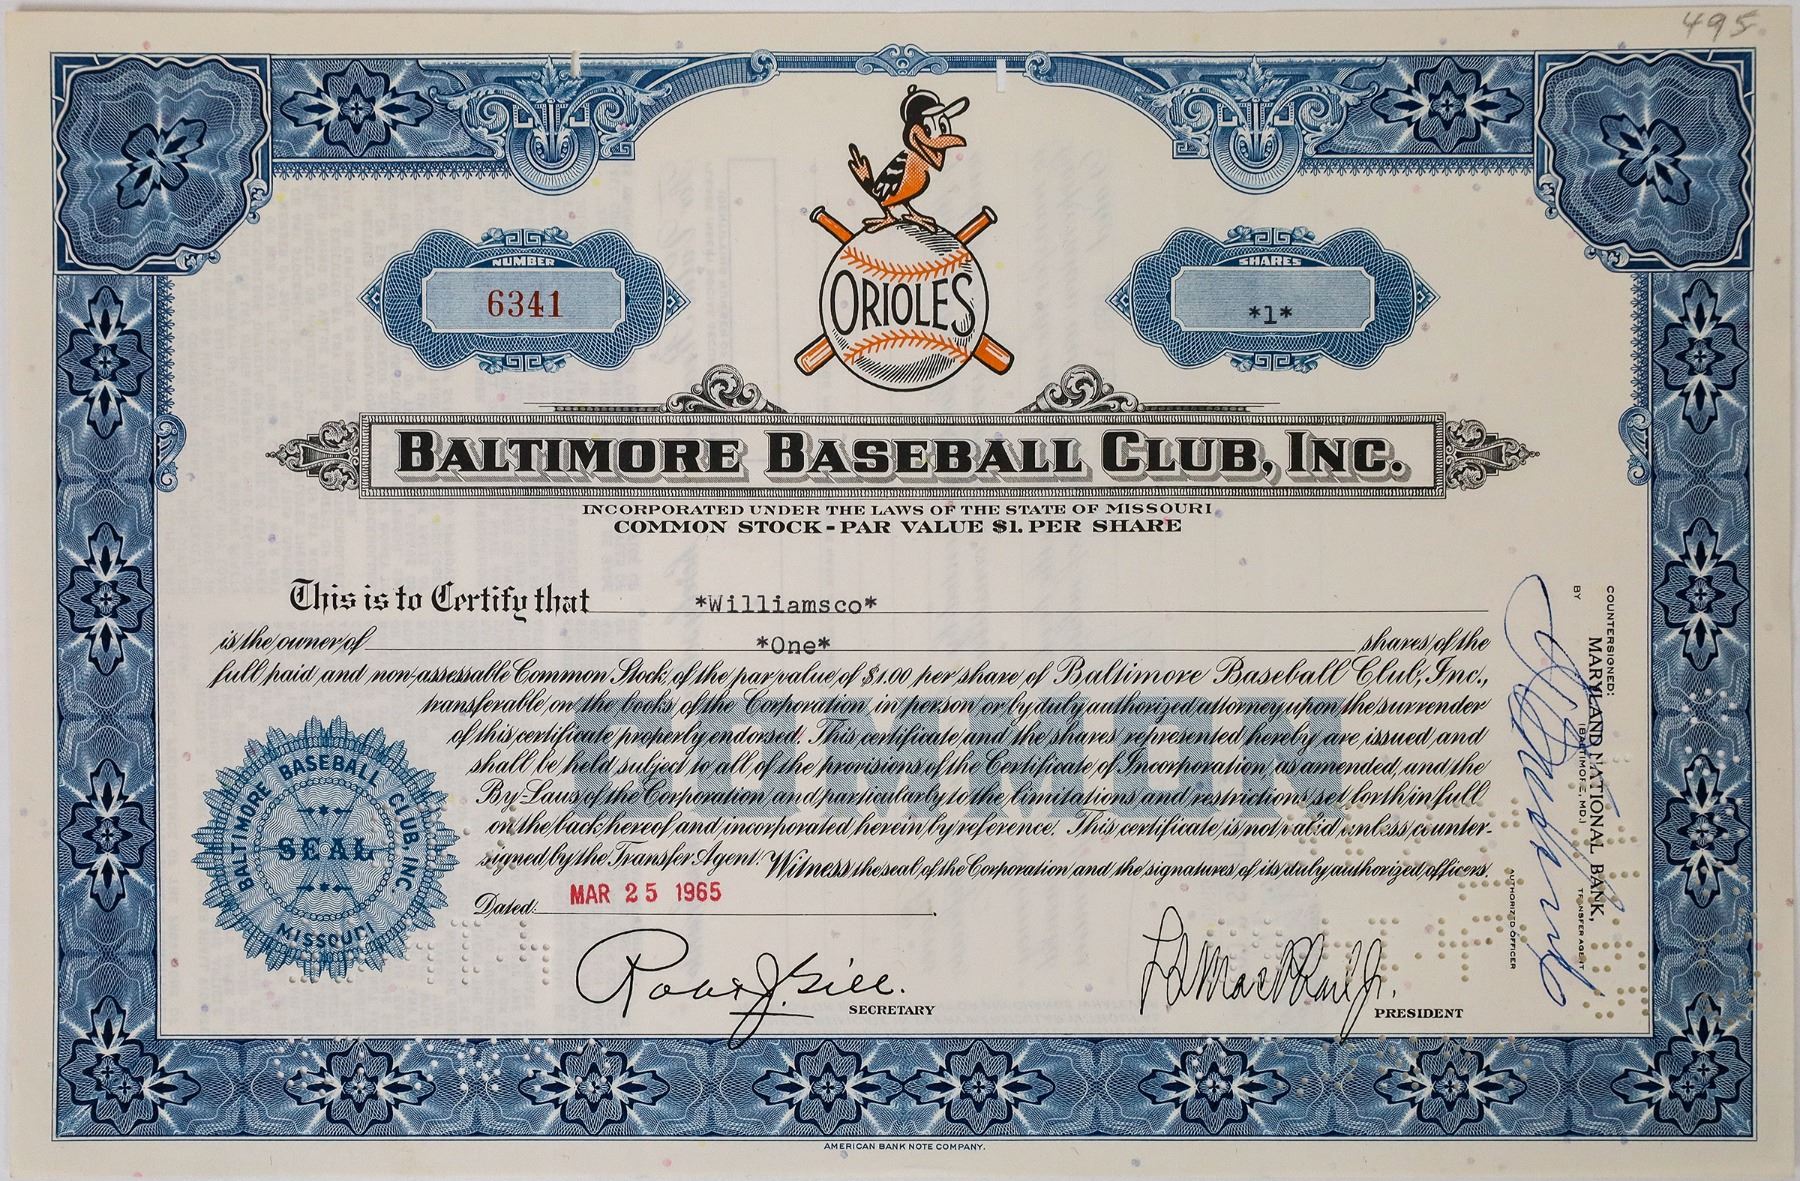 495
NUMBER
6341
ORIOLES
SHARES
*1*
BALTIMORE BASEBALL CLUB, INC.
INCORPORATED UNDER THE LAWS OF THE STATE OF MISSOURI
COMMON STOCK - PAR VALUE $1. PER SHARE
This is to Certify that *Williamsco*
is the owner of *One* shares of the
full paid and non-assessable Common Stock of the par value of $1.00 per share of Baltimore Baseball Club, Inc.,
transferable on the books of the Corporation in person or by duly authorized attorney upon the surrender
of this certificate properly endorsed. This certificate and the shares represented hereby are issued and
shall be held subject to all of the provisions of the Certificate of Incorporation, as amended, and the
By-Laws of the Corporation, and particularly to the limitations and restrictions set forth in full
on the back hereof and incorporated herein by reference. This certificate is not valid unless counter-
signed by the Transfer Agent. Witness the seal of the Corporation and the signatures of its duly authorized officers.
COMMON
Dated: MAR 25 1965
BALTIMORE BASEBALL CLUB, INC.
SEAL
MISSOURI
SECRETARY
PRESIDENT
COUNTERSIGNED:
MARYLAND NATIONAL BANK,
(BALTIMORE, MD.) TRANSFER AGENT
BY
AUTHORIZED OFFICER
AMERICAN BANK NOTE COMPANY.